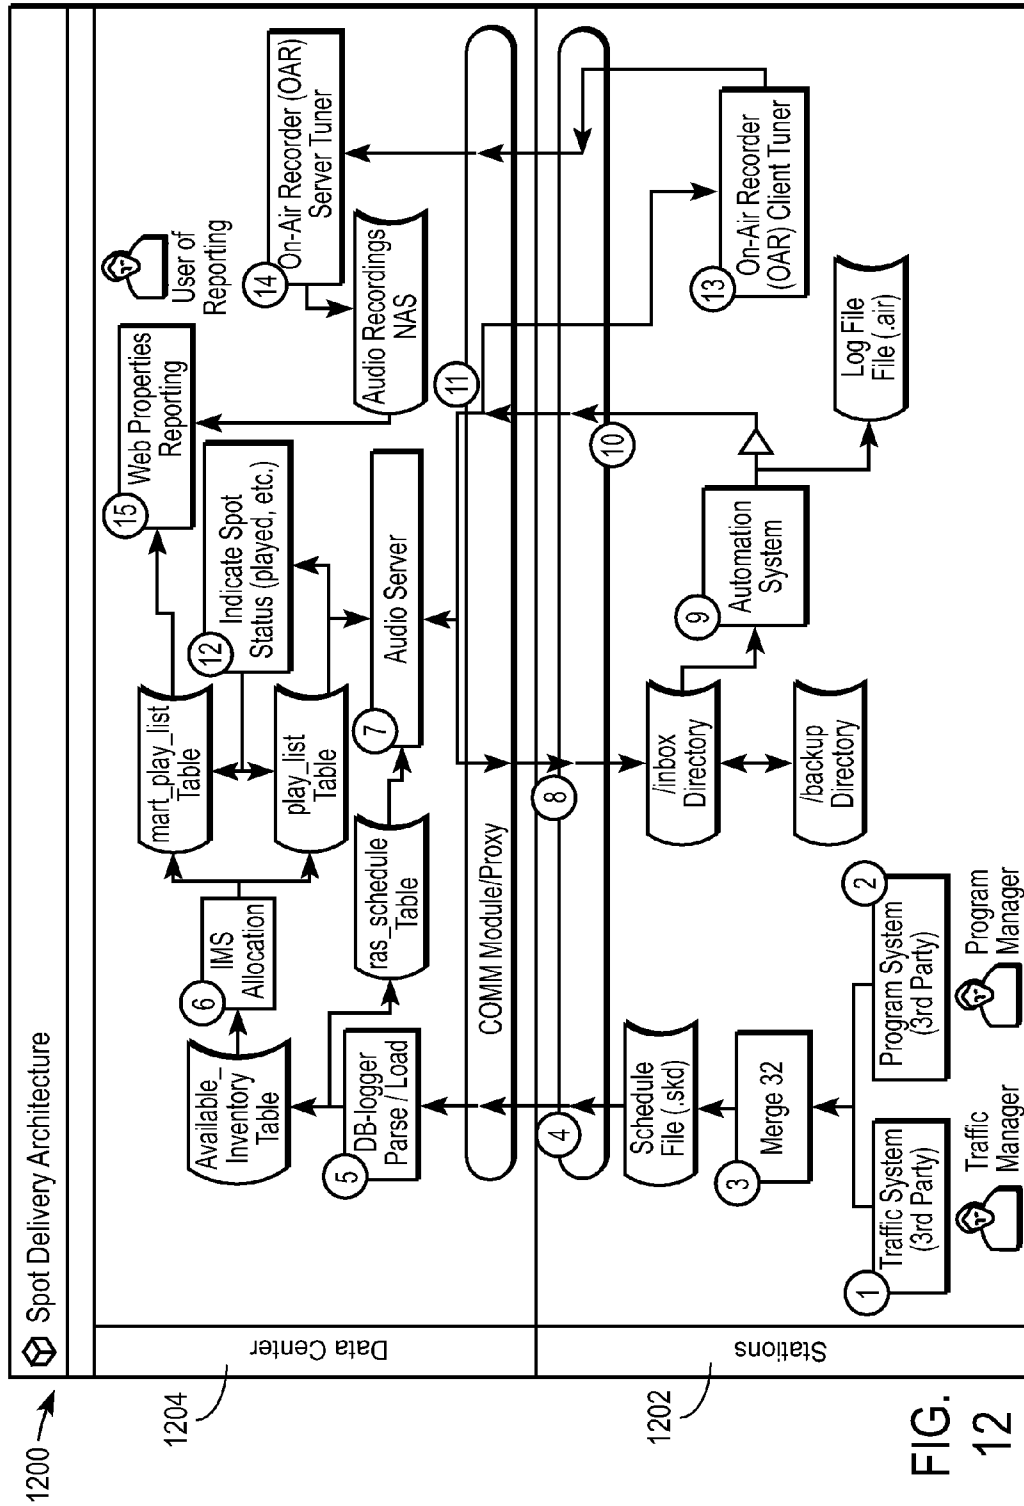 1200
Spot Delivery Architecture
1204
Data Center
Available_
Inventory
Table
6
IMS
Allocation
mart_play_list
Table
play_list
Table
12
Indicate Spot
Status (played, etc.)
15
Web Properties
Reporting
User of
Reporting
5
DB-logger
Parse / Load
ras_schedule
Table
7
Audio Server
Audio Recordings
NAS
14
On-Air Recorder (OAR)
Server Tuner
COMM Module/Proxy
11
1202
Stations
4
8
10
Schedule
File (.skd)
3
Merge 32
1
Traffic System
(3rd Party)
Traffic
Manager
2
Program System
(3rd Party)
Program
Manager
/inbox
Directory
/backup
Directory
9
Automation
System
Log File
File (.air)
13
On-Air Recorder
(OAR) Client Tuner
FIG.
12